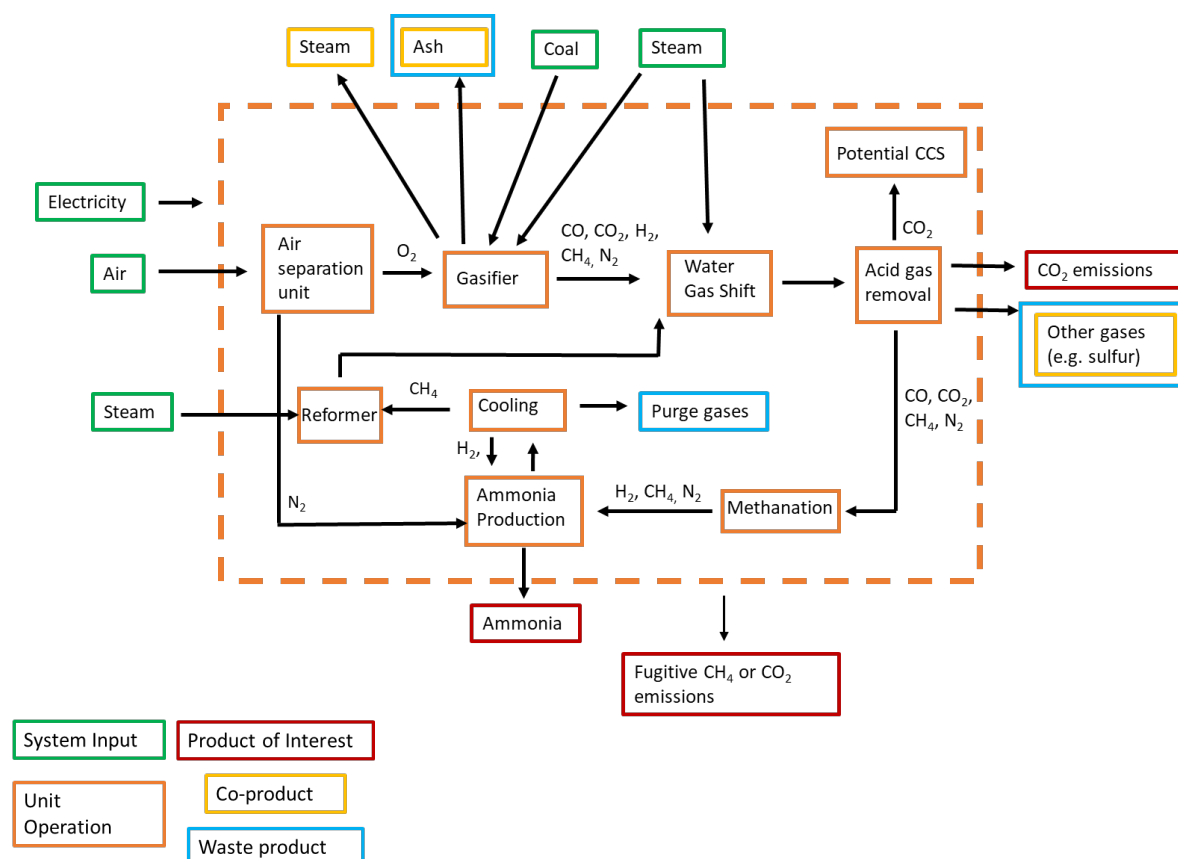 Steam
Ash
Coal
Steam
Potential CCS
Electricity
CO₂
Air
Air
separation
unit
O₂
Gasifier
CO, CO₂, H₂,
CH₄, N₂
Water
Gas Shift
Acid gas
removal
CO₂ emissions
Other gases
(e.g. sulfur)
Steam
Reformer
CH₄
Cooling
Purge gases
CO, CO₂,
CH₄, N₂
H₂,
N₂
Ammonia
Production
H₂, CH₄, N₂
Methanation
Ammonia
Fugitive CH₄ or CO₂
emissions
System Input
Product of Interest
Unit
Operation
Co-product
Waste product